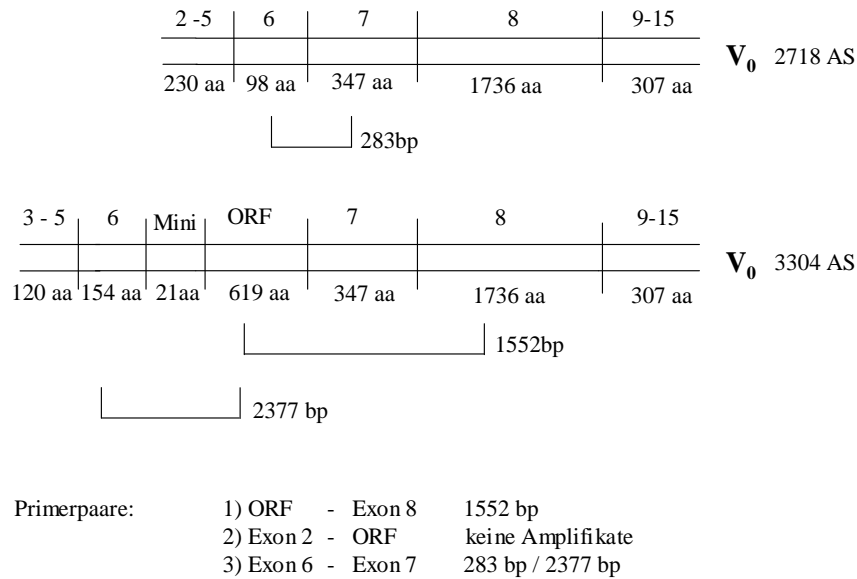 2 -5 6 7 8 9-15
V0 2718 AS
230 aa 98 aa 347 aa 1736 aa 307 aa
283bp
3 - 5 6 Mini ORF 7 8 9-15
V0 3304 AS
120 aa 154 aa 21aa 619 aa 347 aa 1736 aa 307 aa
1552bp
2377 bp
Primerpaare: 1) ORF - Exon 8 1552 bp
2) Exon 2 - ORF keine Amplifikate
3) Exon 6 - Exon 7 283 bp / 2377 bp